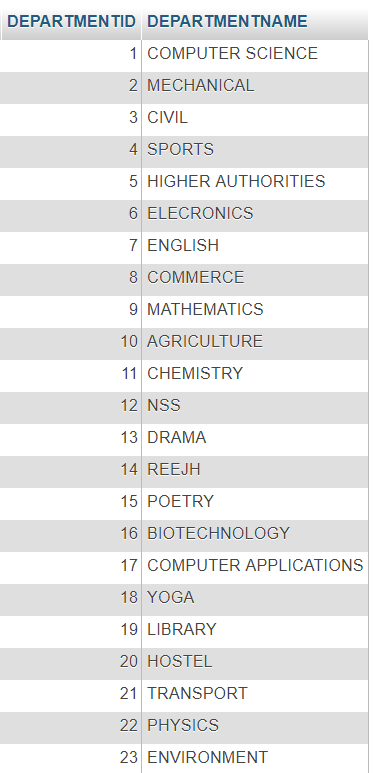 DEPARTMENTID DEPARTMENTNAME
1 COMPUTER SCIENCE
2 MECHANICAL
3 CIVIL
4 SPORTS
5 HIGHER AUTHORITIES
6 ELECRONICS
7 ENGLISH
8 COMMERCE
9 MATHEMATICS
10 AGRICULTURE
11 CHEMISTRY
12 NSS
13 DRAMA
14 REEJH
15 POETRY
16 BIOTECHNOLOGY
17 COMPUTER APPLICATIONS
18 YOGA
19 LIBRARY
20 HOSTEL
21 TRANSPORT
22 PHYSICS
23 ENVIRONMENT